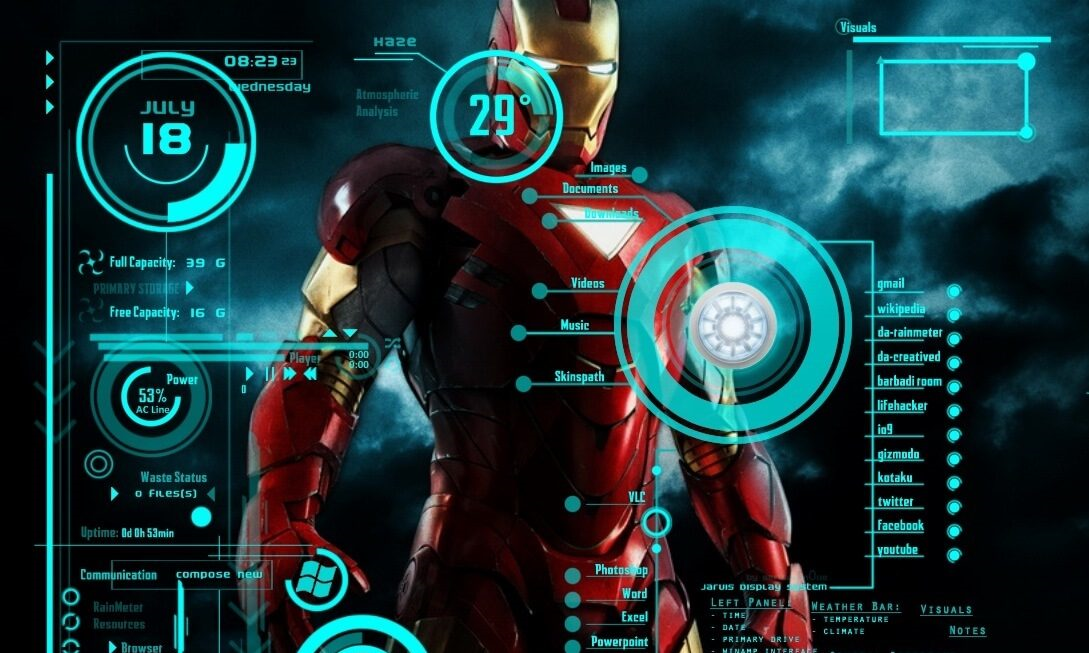 08:23 23
Wednesday
JULY
18
Haze
29°
Atmospheric
Analysis
Visuals
Images
Documents
Downloads
Videos
Music
Skinspath
Full Capacity: 39 G
PRIMARY STORAGE
Free Capacity: 16 G
Player
0:00
0:00
0
Power
53%
AC Line
Waste Status
0 FILES(S)
Uptime: 0d 0h 53min
Communication
compose new
RainMeter
Resources
Browser
gmail
wikipedia
da-rainmeter
da-creatived
barbadi room
lifehacker
io9
gizmodo
kotaku
twitter
facebook
youtube
VLC
Photoshop
Word
Excel
Powerpoint
Jarvis Display System
Left Panel:
- TIME
- DATE
- PRIMARY DRIVE
- WINAMP INTERFACE
Weather Bar:
- TEMPERATURE
- CLIMATE
Visuals
Notes